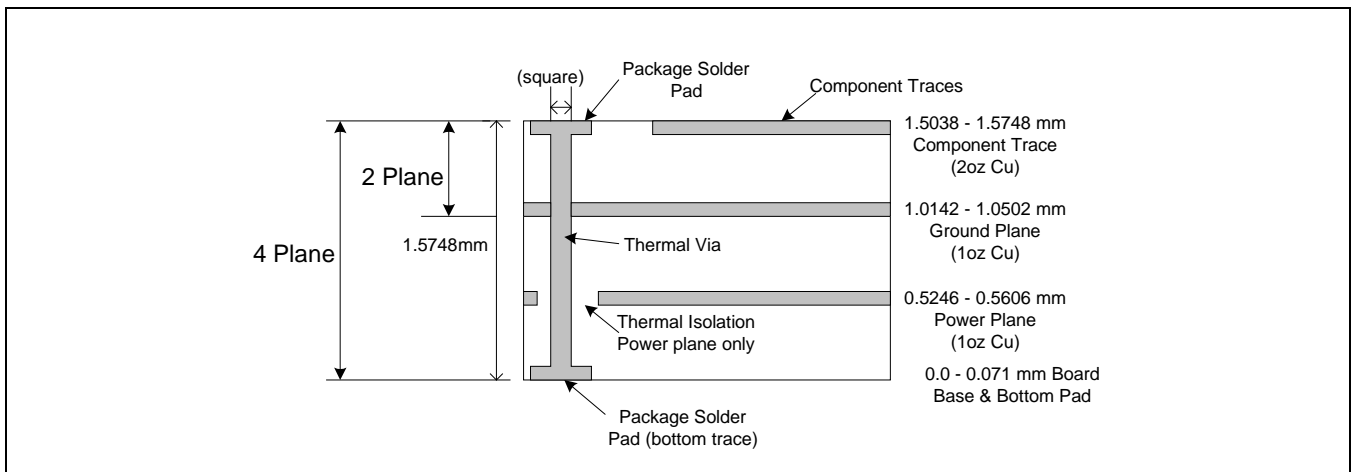 (square)
Package Solder
Pad
Component Traces
1.5038 - 1.5748 mm
Component Trace
(2oz Cu)
2 Plane
1.0142 - 1.0502 mm
Ground Plane
(1oz Cu)
4 Plane
1.5748mm
Thermal Via
0.5246 - 0.5606 mm
Power Plane
(1oz Cu)
Thermal Isolation
Power plane only
0.0 - 0.071 mm Board
Base & Bottom Pad
Package Solder
Pad (bottom trace)